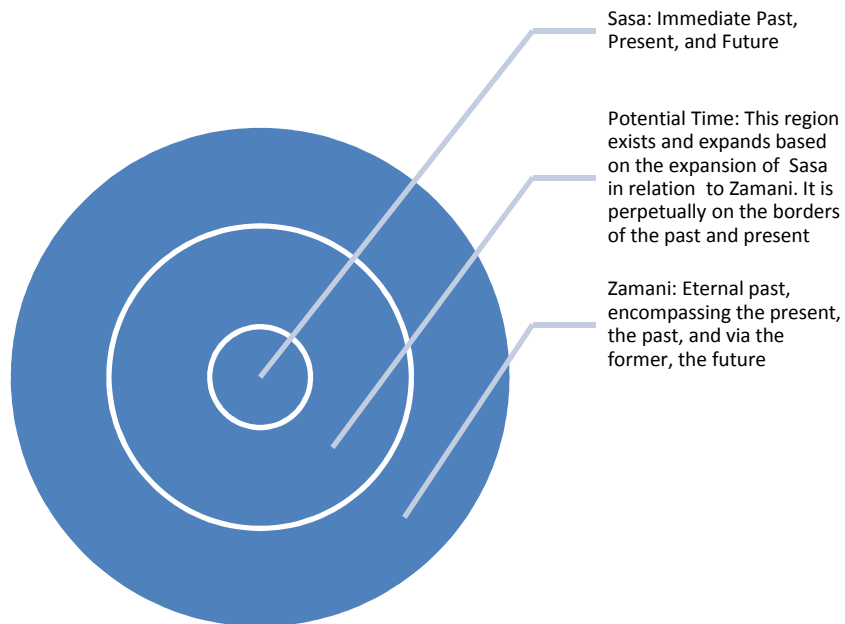 Sasa: Immediate Past,
Present, and Future
Potential Time: This region
exists and expands based
on the expansion of Sasa
in relation to Zamani. It is
perpetually on the borders
of the past and present
Zamani: Eternal past,
encompassing the present,
the past, and via the
former, the future